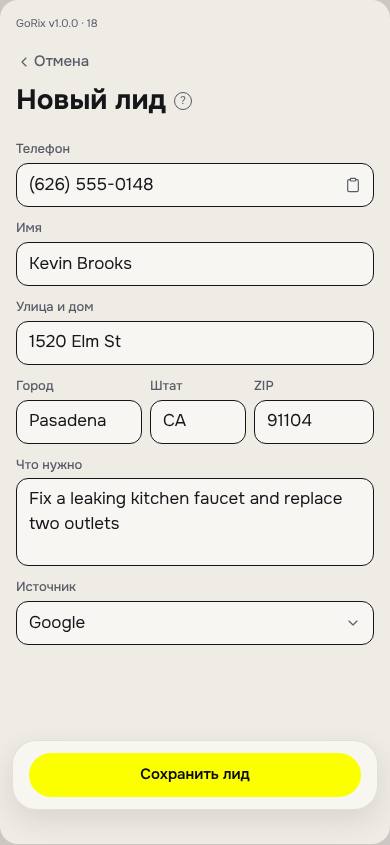 GoRix v1.0.0 · 18
Отмена
Новый лид ?
Телефон
(626) 555-0148
Имя
Kevin Brooks
Улица и дом
1520 Elm St
Город Штат ZIP
Pasadena CA 91104
Что нужно
Fix a leaking kitchen faucet and replace
two outlets
Источник
Google
Сохранить лид